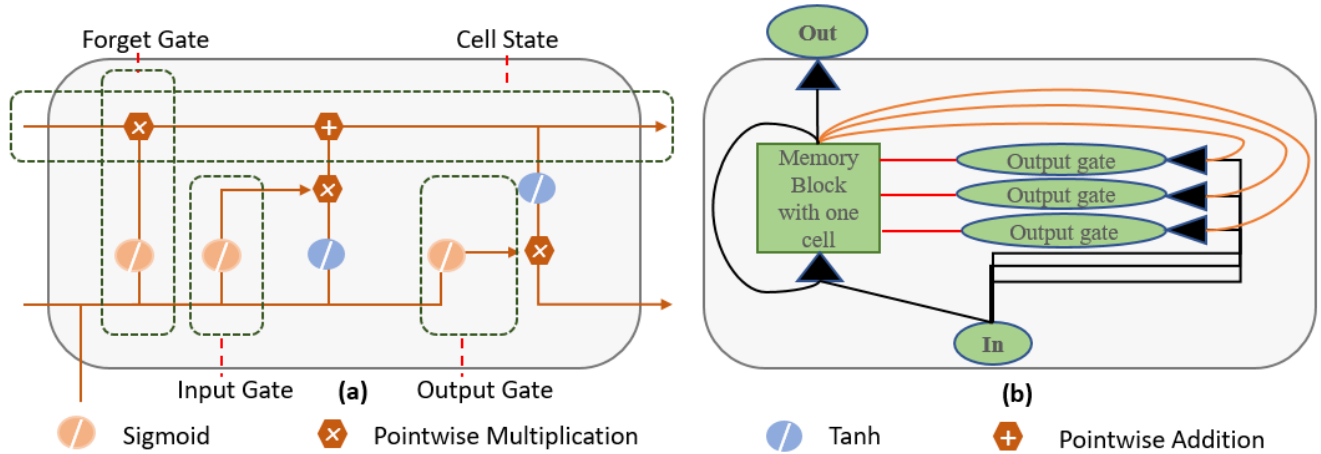 Forget Gate
Cell State
Input Gate
(a)
Output Gate
Out
Memory
Block
with one
cell
Output gate
Output gate
Output gate
In
(b)
Sigmoid
Pointwise Multiplication
Tanh
Pointwise Addition